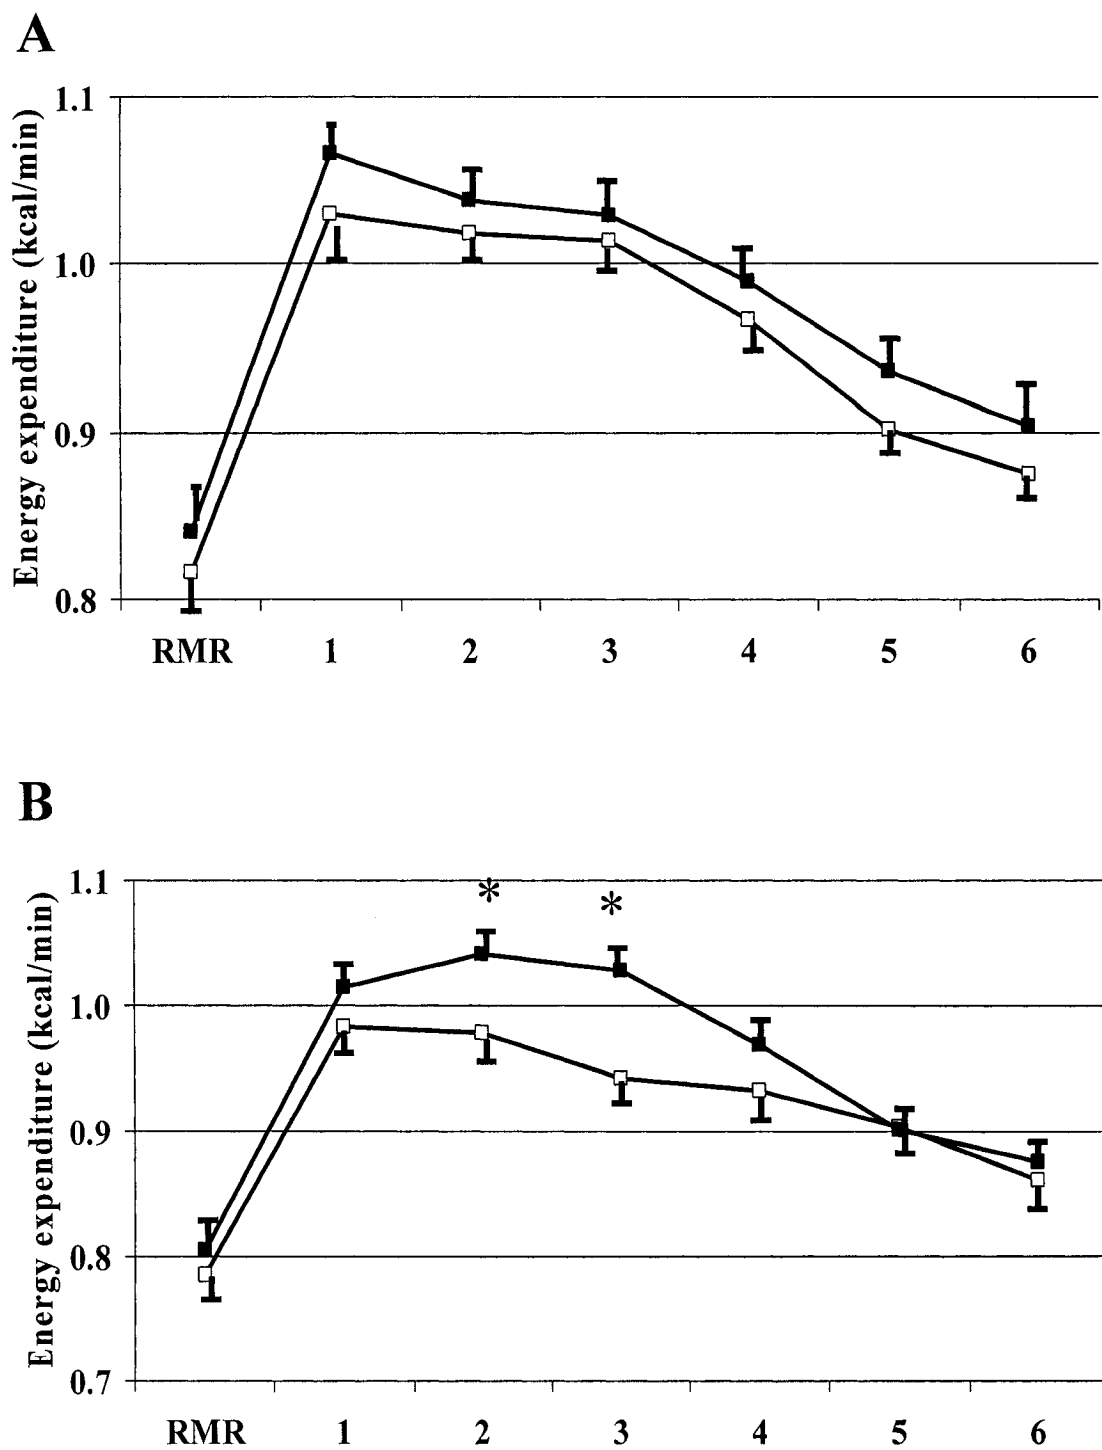 A
Energy expenditure (kcal/min)
1.1
1.0
0.9
0.8
RMR 1 2 3 4 5 6
B
Energy expenditure (kcal/min)
1.1
* *
1.0
0.9
0.8
0.7
RMR 1 2 3 4 5 6